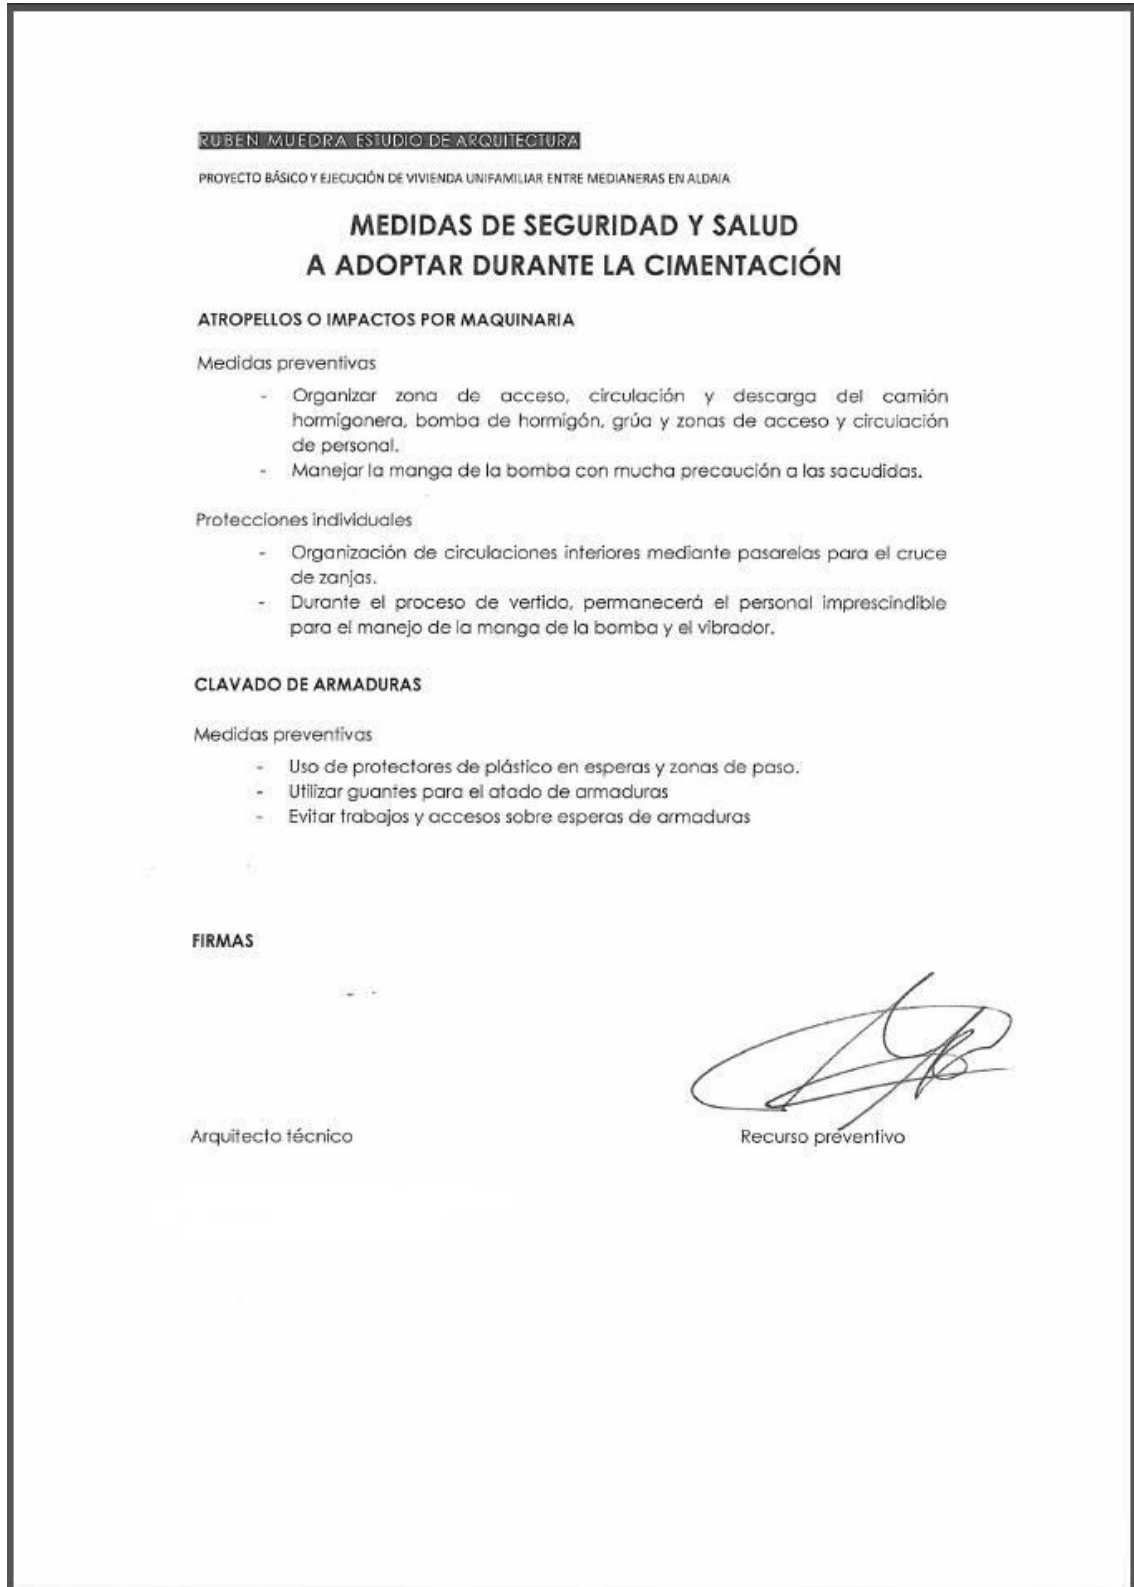 RUBEN MUEDRA ESTUDIO DE ARQUITECTURA
PROYECTO BÁSICO Y EJECUCIÓN DE VIVIENDA UNIFAMILIAR ENTRE MEDIANERAS EN ALDAIA
MEDIDAS DE SEGURIDAD Y SALUD
A ADOPTAR DURANTE LA CIMENTACIÓN
ATROPELLOS O IMPACTOS POR MAQUINARIA
Medidas preventivas
- Organizar zona de acceso, circulación y descarga del camión
hormigonera, bomba de hormigón, grúa y zonas de acceso y circulación
de personal.
- Manejar la manga de la bomba con mucha precaución a las sacudidas.
Protecciones individuales
- Organización de circulaciones interiores mediante pasarelas para el cruce
de zanjas.
- Durante el proceso de vertido, permanecerá el personal imprescindible
para el manejo de la manga de la bomba y el vibrador.
CLAVADO DE ARMADURAS
Medidas preventivas
- Uso de protectores de plástico en esperas y zonas de paso.
- Utilizar guantes para el atado de armaduras
- Evitar trabajos y accesos sobre esperas de armaduras
FIRMAS
Arquitecto técnico
Recurso preventivo